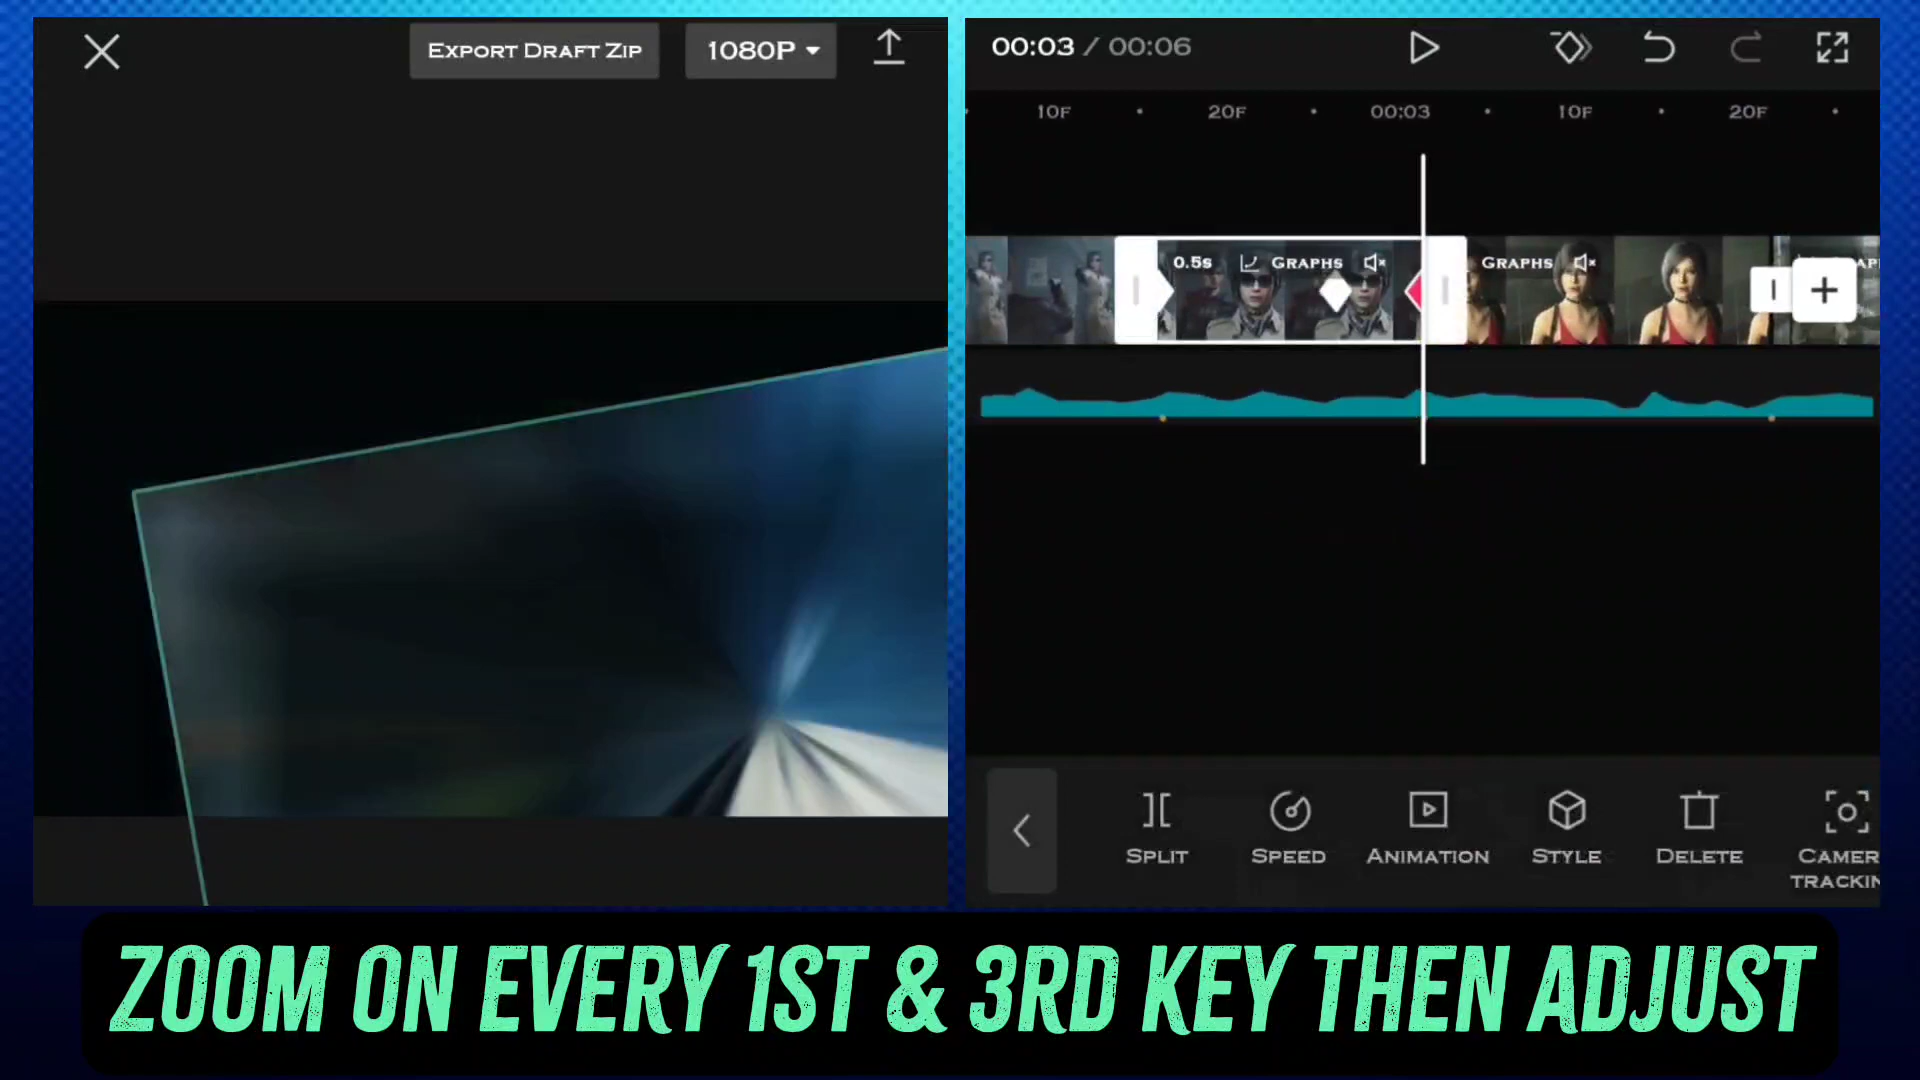 EXPORT DRAFT ZIP
1080P
00:03 / 00:06
10F
20F
00:03
10F
20F
0.5S
GRAPHS
GRAPHS
SPLIT
SPEED
ANIMATION
STYLE
DELETE
CAMER
TRACKIN
ZOOM ON EVERY 1ST & 3RD KEY THEN ADJUST